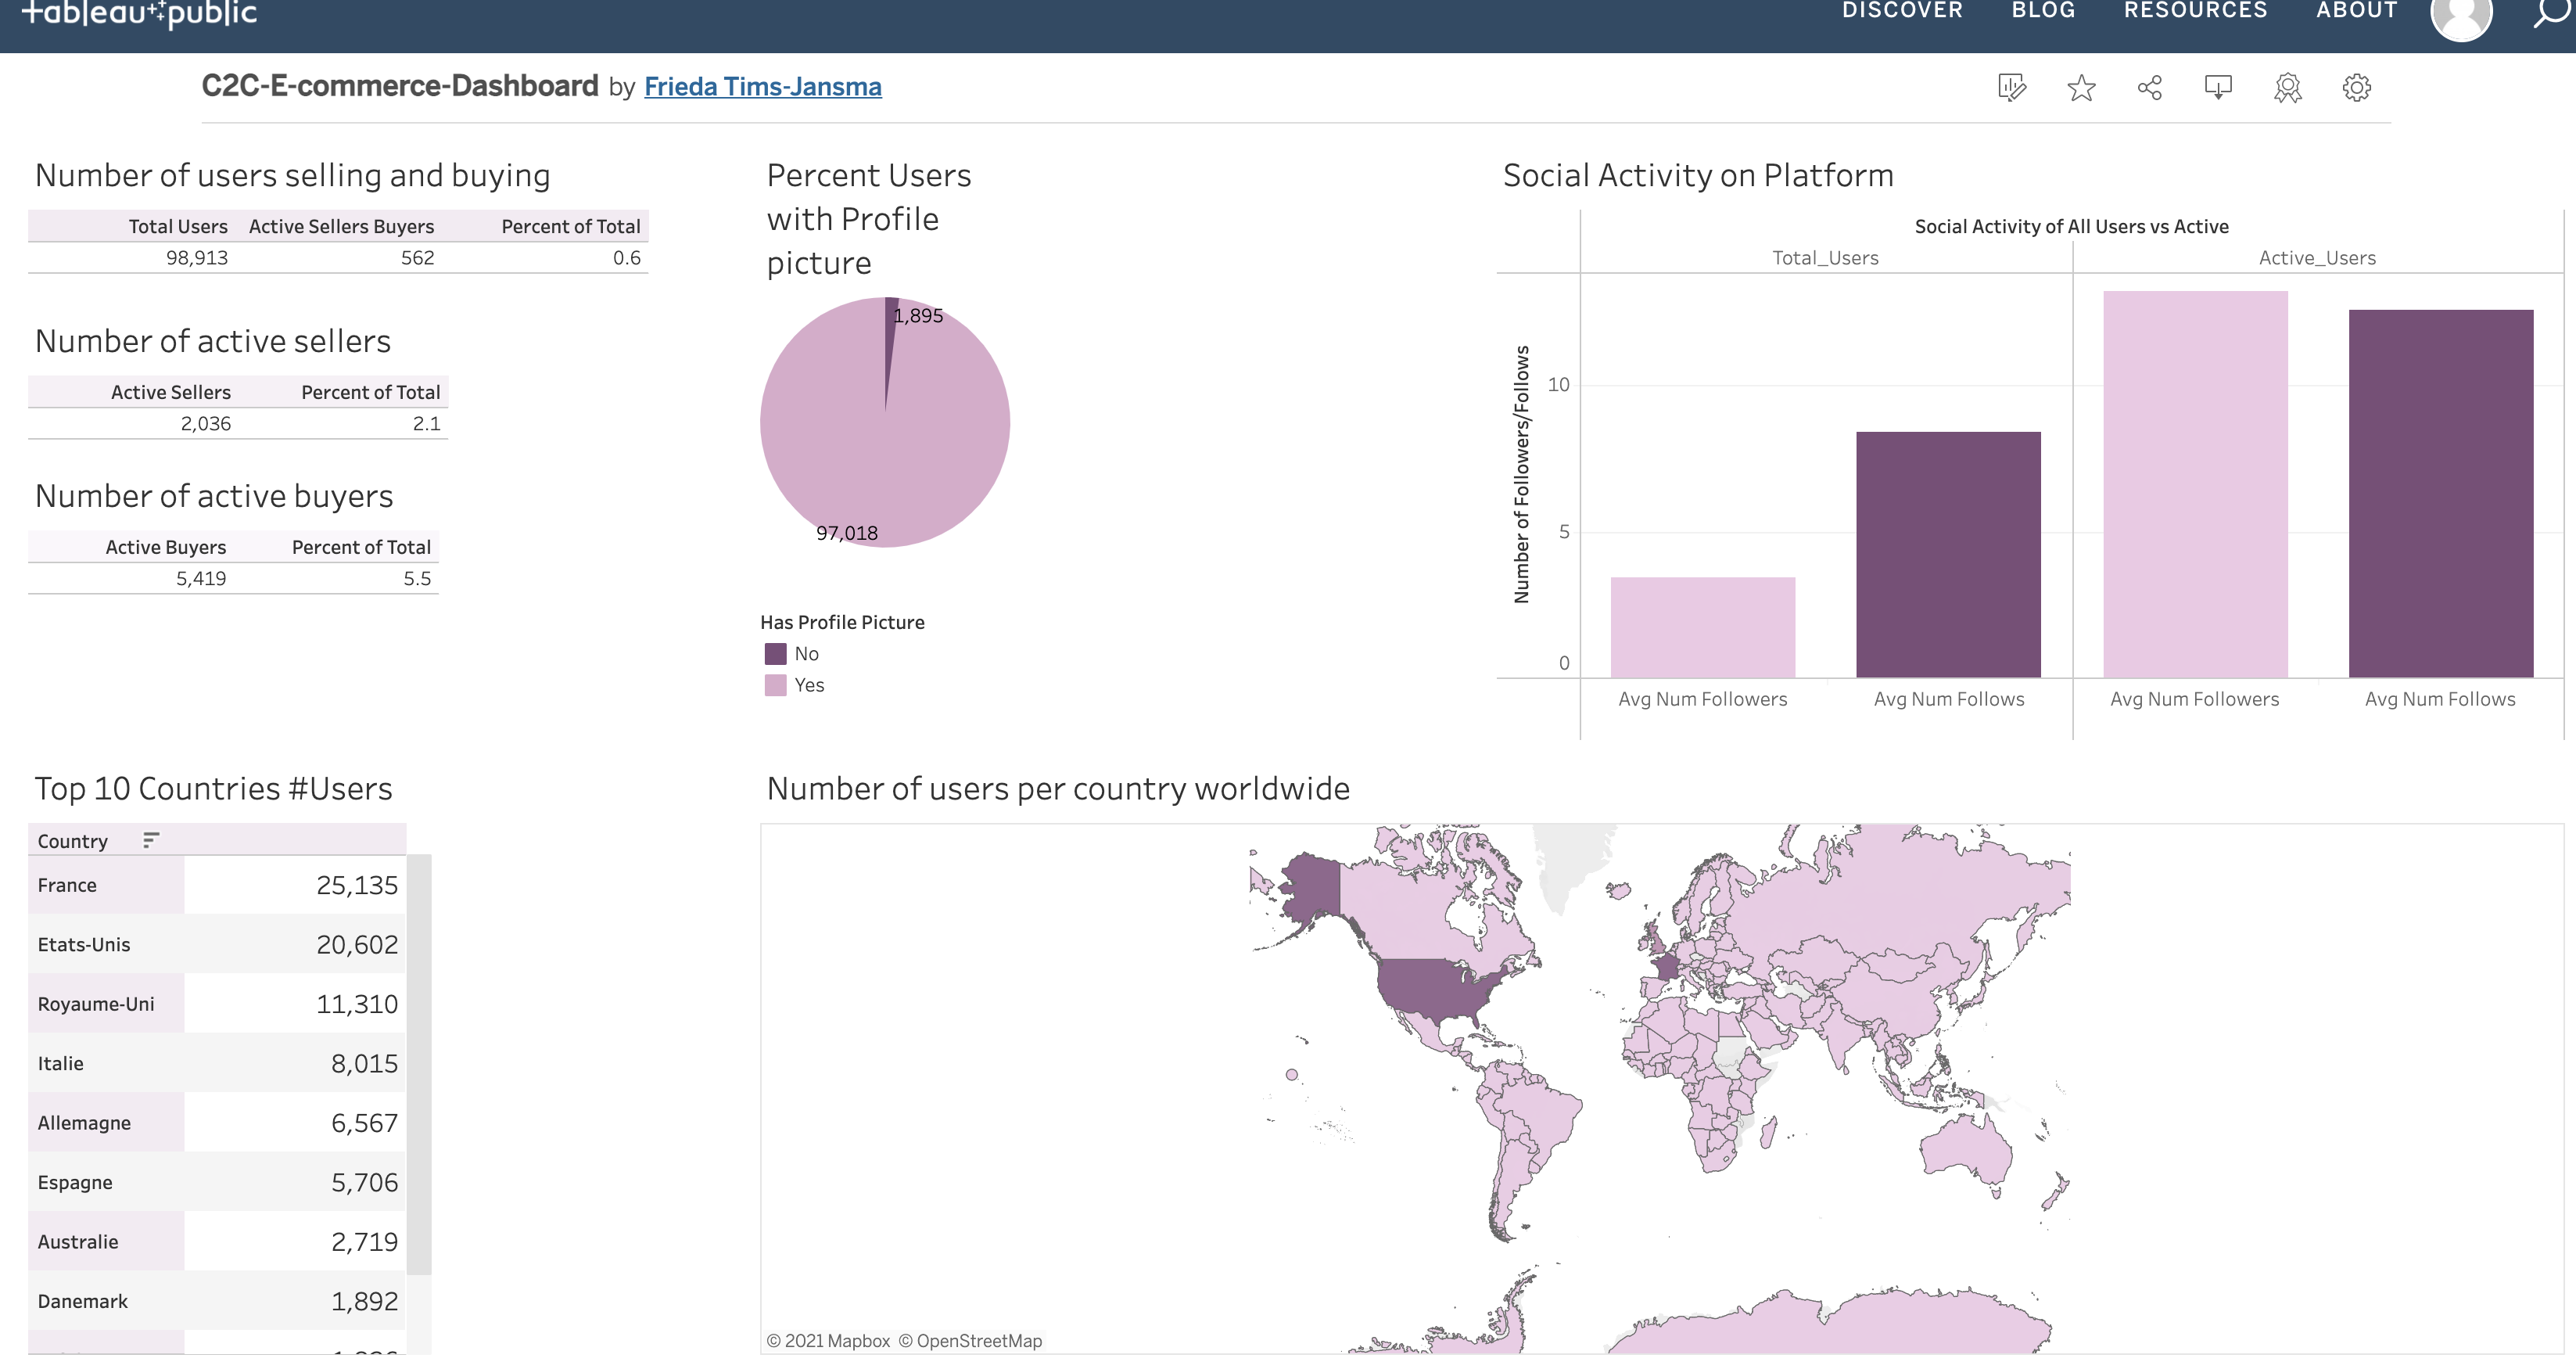 +ableau++public
DISCOVER BLOG RESOURCES ABOUT
C2C-E-commerce-Dashboard by Frieda Tims-Jansma
Number of users selling and buying
Total Users Active Sellers Buyers Percent of Total
98,913 562 0.6
Number of active sellers
Active Sellers Percent of Total
2,036 2.1
Number of active buyers
Active Buyers Percent of Total
5,419 5.5
Percent Users
with Profile
picture
1,895
97,018
Has Profile Picture
No
Yes
Social Activity on Platform
Social Activity of All Users vs Active
Total_Users Active_Users
Number of Followers/Follows
10
5
0
Avg Num Followers Avg Num Follows Avg Num Followers Avg Num Follows
Top 10 Countries #Users
Country
France 25,135
Etats-Unis 20,602
Royaume-Uni 11,310
Italie 8,015
Allemagne 6,567
Espagne 5,706
Australie 2,719
Danemark 1,892
Number of users per country worldwide
© 2021 Mapbox © OpenStreetMap